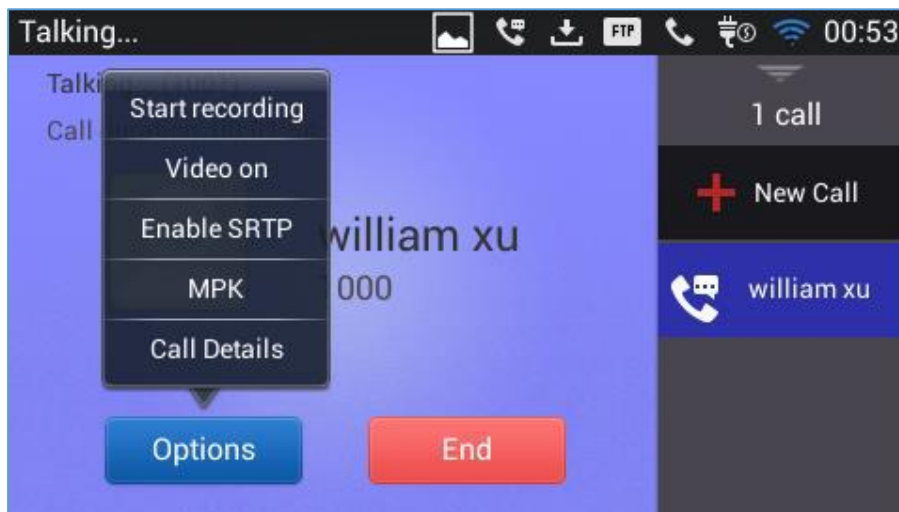 Talking...
FTP
00:53
Start recording
Video on
Enable SRTP
MPK
Call Details
Call
william xu
000
Options
End
1 call
New Call
william xu